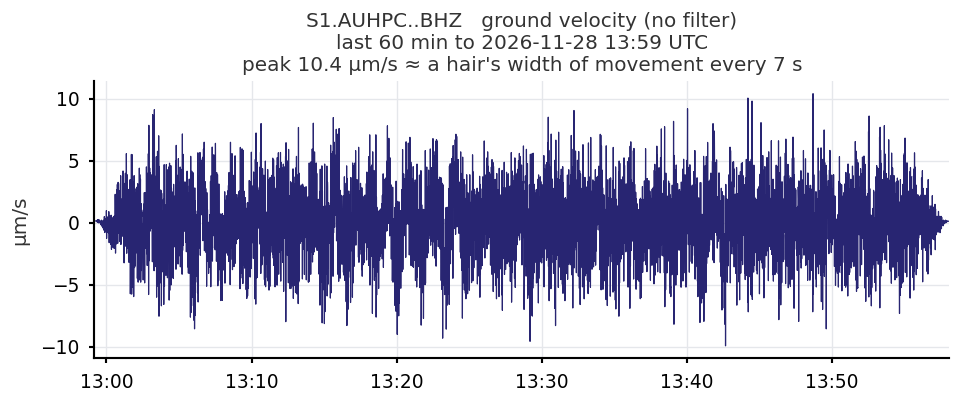 S1.AUHPC..BHZ   ground velocity (no filter)
last 60 min to 2026-11-28 13:59 UTC
peak 10.4 µm/s ≈ a hair's width of movement every 7 s
10
5
0
−5
−10
µm/s
13:00 13:10 13:20 13:30 13:40 13:50